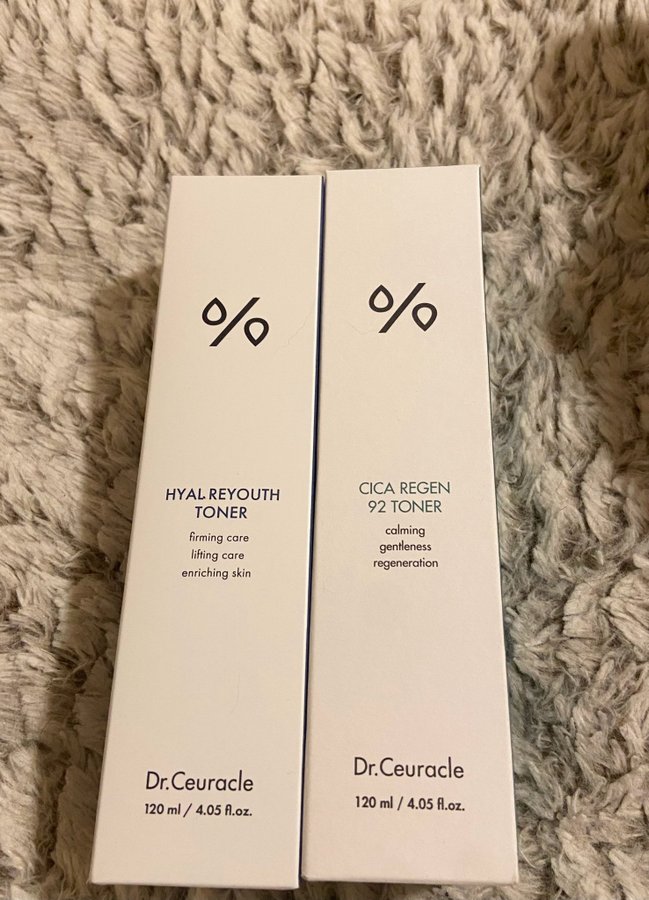 HYAL REYOUTH
TONER
firming care
lifting care
enriching skin
Dr.Ceuracle
120 ml / 4.05 fl.oz.
CICA REGEN
92 TONER
calming
gentleness
regeneration
Dr.Ceuracle
120 ml / 4.05 fl.oz.